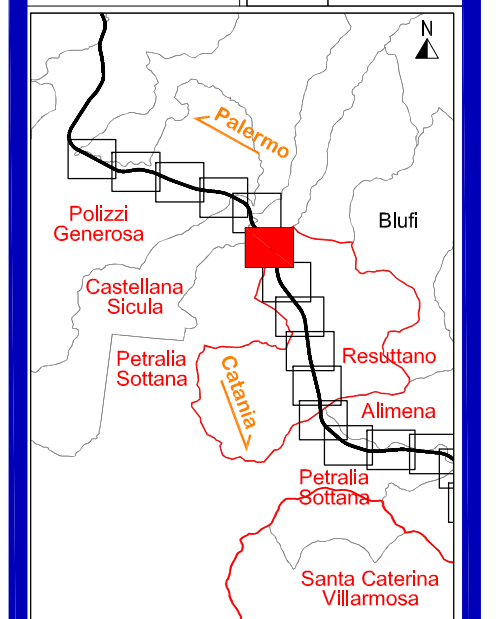 N
Palermo
Polizzi
Generosa
Blufi
Castellana
Sicula
Petralia
Sottana
Catania
Resuttano
Alimena
Petralia
Sottana
Santa Caterina
Villarmosa